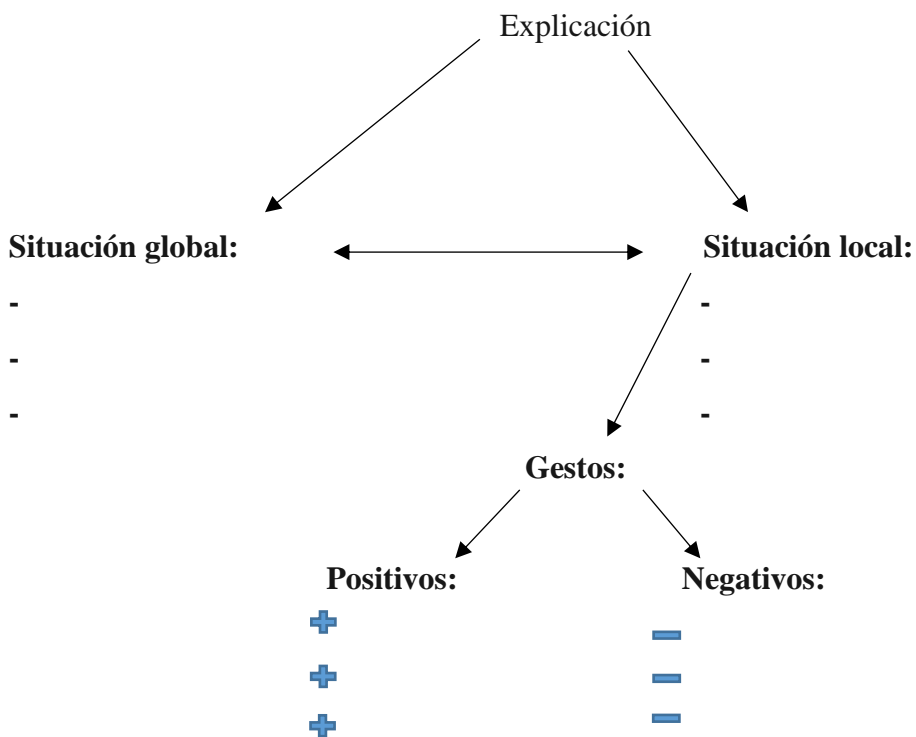 Explicación
Situación global: Situación local:
- -
- -
- -
Gestos:
Positivos: Negativos: